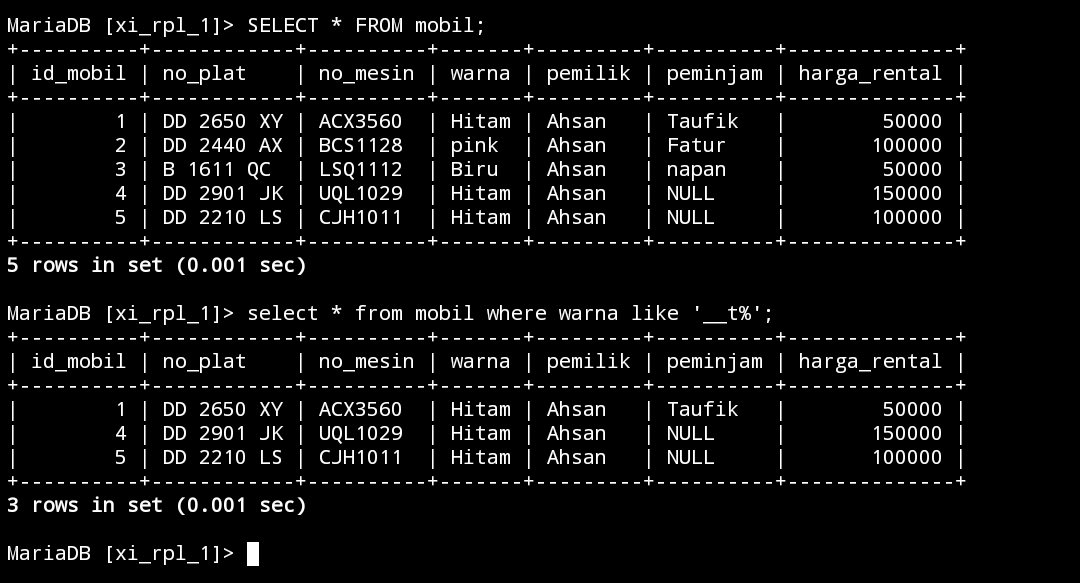 MariaDB [xi_rpl_1]> SELECT * FROM mobil;
+----------+------------+----------+-------+---------+----------+--------------+
| id_mobil | no_plat    | no_mesin | warna | pemilik | peminjam | harga_rental |
+----------+------------+----------+-------+---------+----------+--------------+
|        1 | DD 2650 XY | ACX3560  | Hitam | Ahsan   | Taufik   |        50000 |
|        2 | DD 2440 AX | BCS1128  | pink  | Ahsan   | Fatur    |       100000 |
|        3 | B 1611 QC  | LSQ1112  | Biru  | Ahsan   | napan    |        50000 |
|        4 | DD 2901 JK | UQL1029  | Hitam | Ahsan   | NULL     |       150000 |
|        5 | DD 2210 LS | CJH1011  | Hitam | Ahsan   | NULL     |       100000 |
+----------+------------+----------+-------+---------+----------+--------------+
5 rows in set (0.001 sec)

MariaDB [xi_rpl_1]> select * from mobil where warna like '__t%';
+----------+------------+----------+-------+---------+----------+--------------+
| id_mobil | no_plat    | no_mesin | warna | pemilik | peminjam | harga_rental |
+----------+------------+----------+-------+---------+----------+--------------+
|        1 | DD 2650 XY | ACX3560  | Hitam | Ahsan   | Taufik   |        50000 |
|        4 | DD 2901 JK | UQL1029  | Hitam | Ahsan   | NULL     |       150000 |
|        5 | DD 2210 LS | CJH1011  | Hitam | Ahsan   | NULL     |       100000 |
+----------+------------+----------+-------+---------+----------+--------------+
3 rows in set (0.001 sec)

MariaDB [xi_rpl_1]>